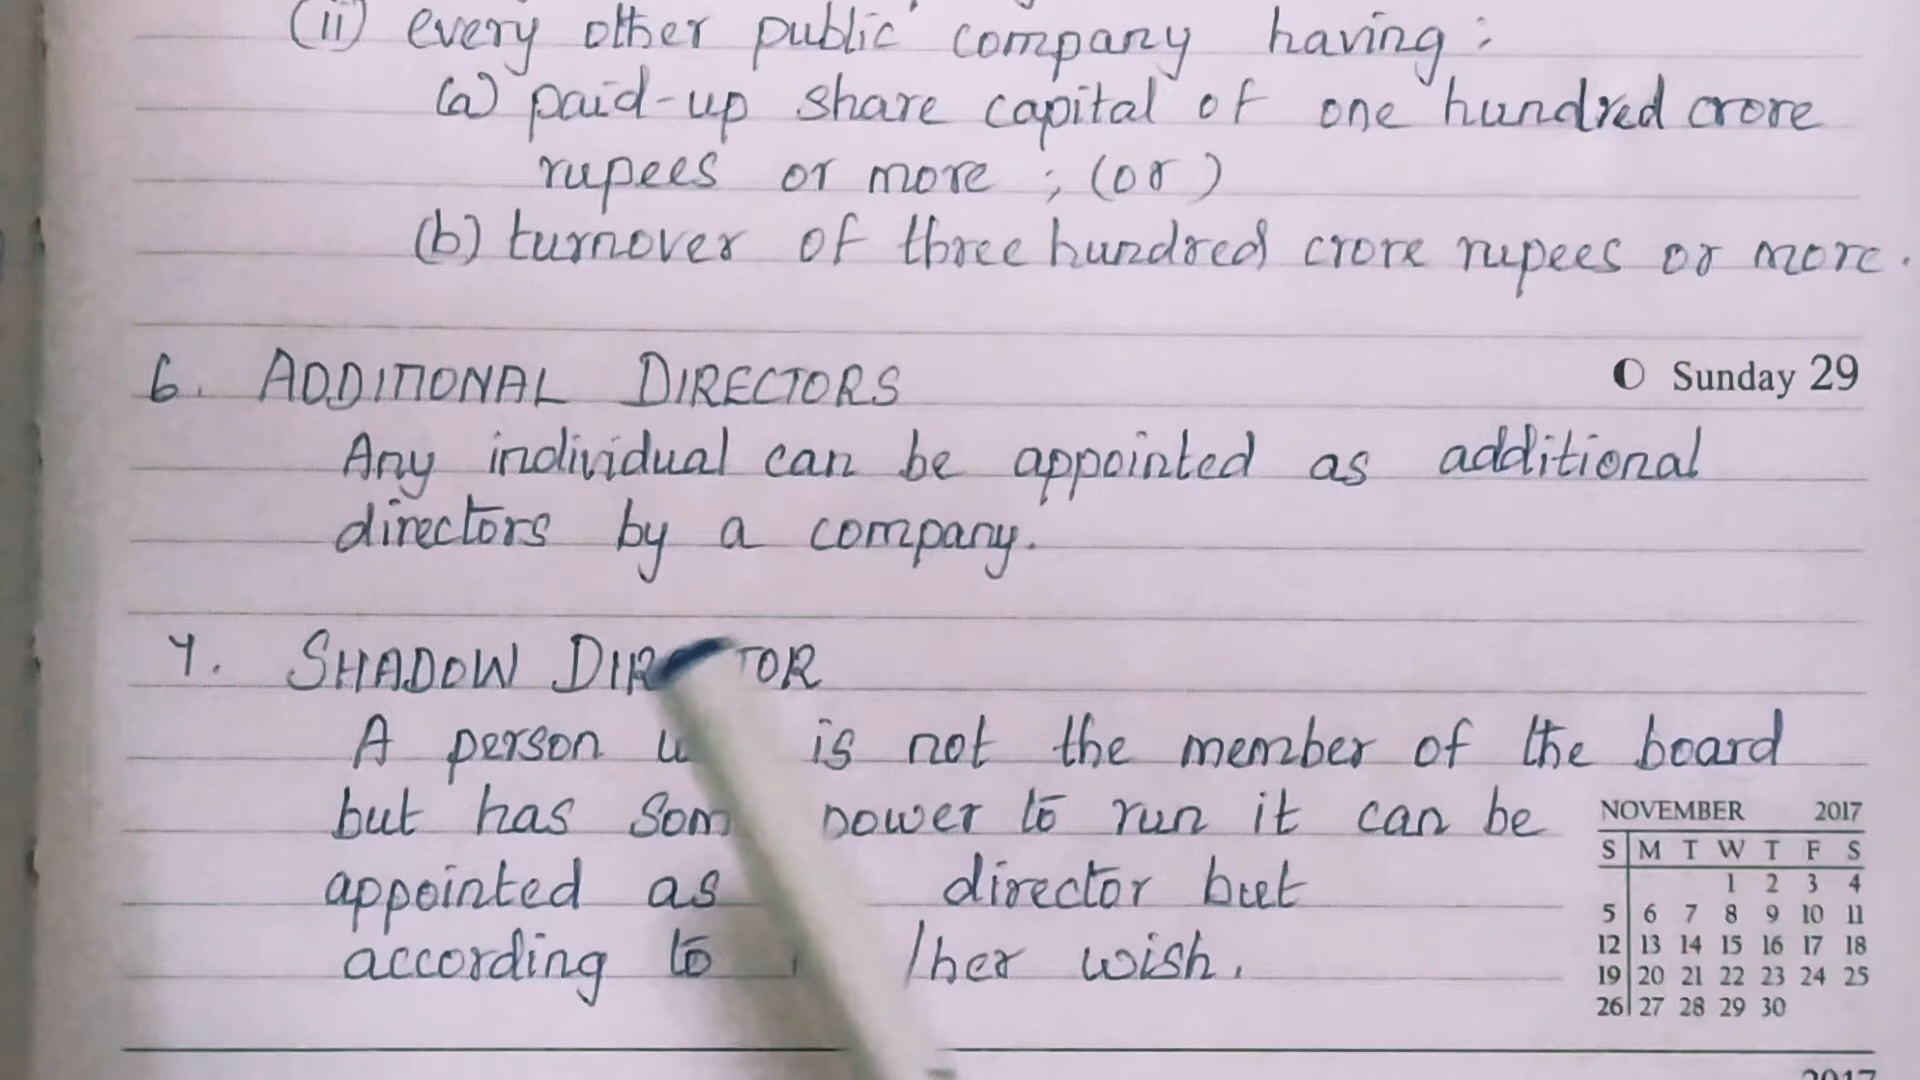 (ii) every other public company having:
(a) paid-up share capital of one hundred crore
rupees or more ; (or)
(b) turnover of three hundred crore rupees or more.
6. ADDITIONAL DIRECTORS
Sunday 29
Any individual can be appointed as additional
directors by a company.
7. SHADOW DIR TOR
A person is not the member of the board
but has som power to run it can be
appointed as director but
according to /her wish.
NOVEMBER 2017
S M T W T F S
1 2 3 4
5 6 7 8 9 10 11
12 13 14 15 16 17 18
19 20 21 22 23 24 25
26 27 28 29 30
2017